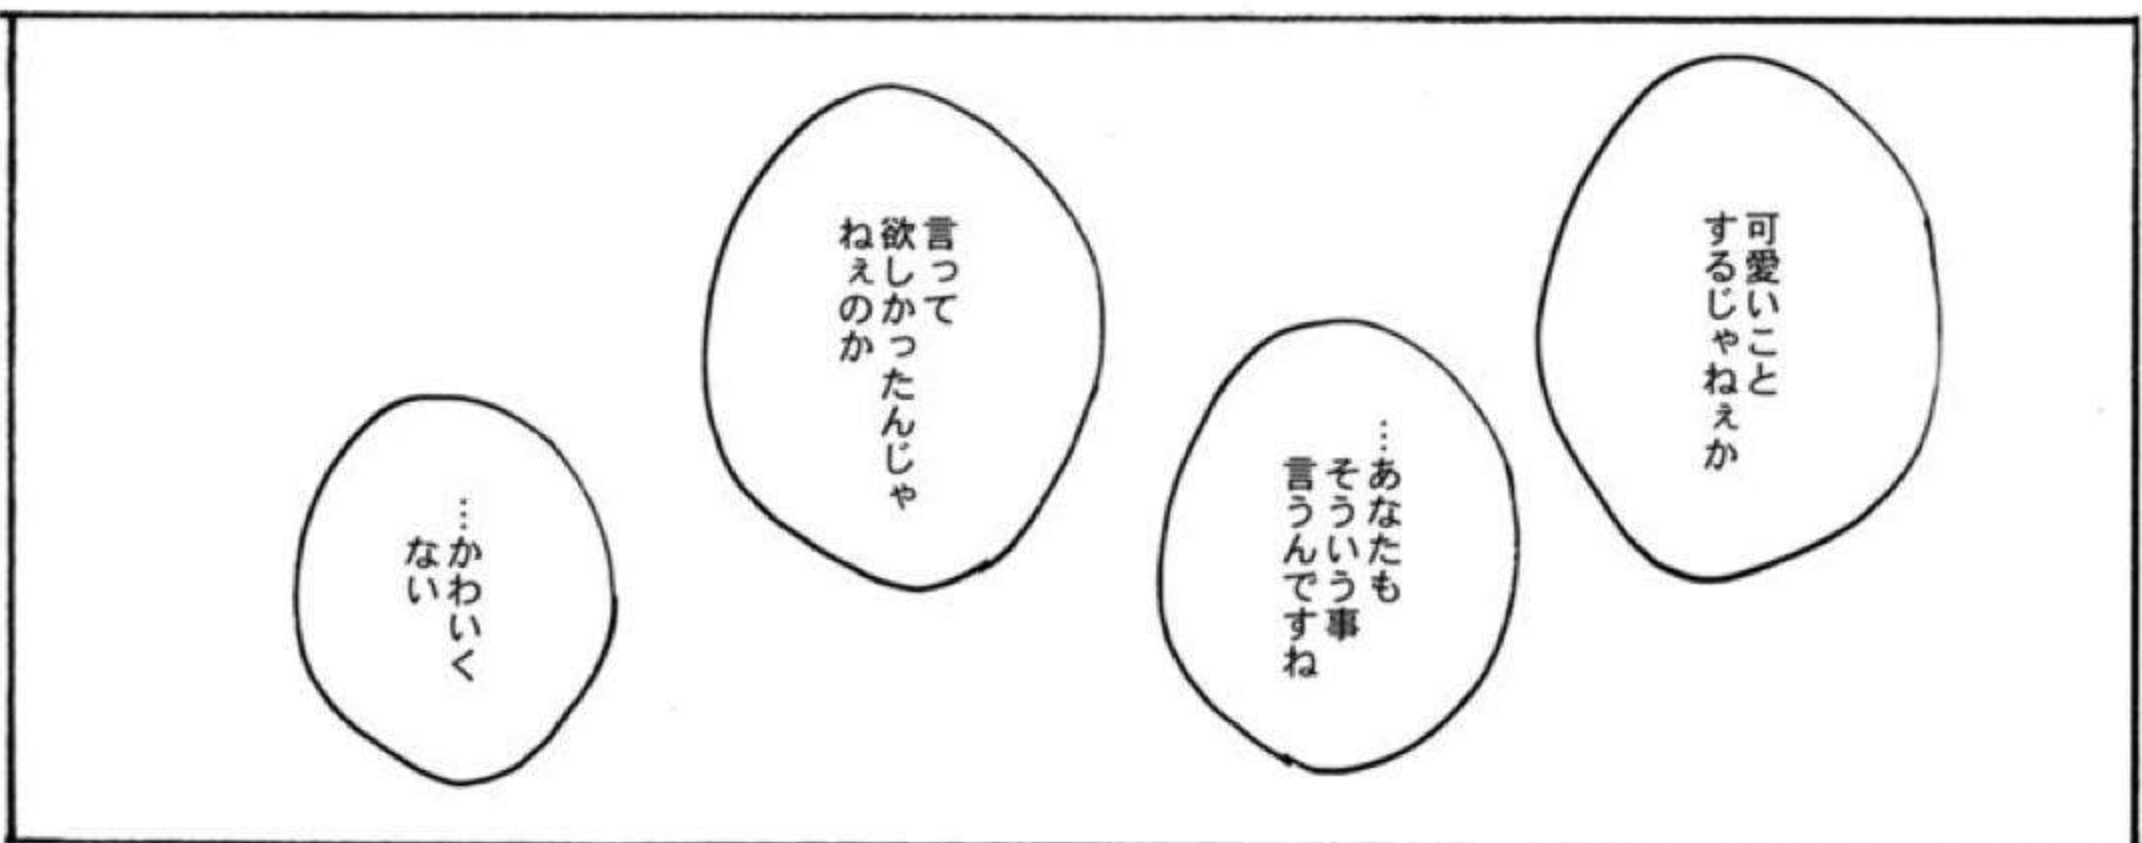 可愛いこと
するじゃねぇか
…あなたも
そういう事
言うんですね
言って
欲しかったんじゃ
ねぇのか
…かわいく
ない